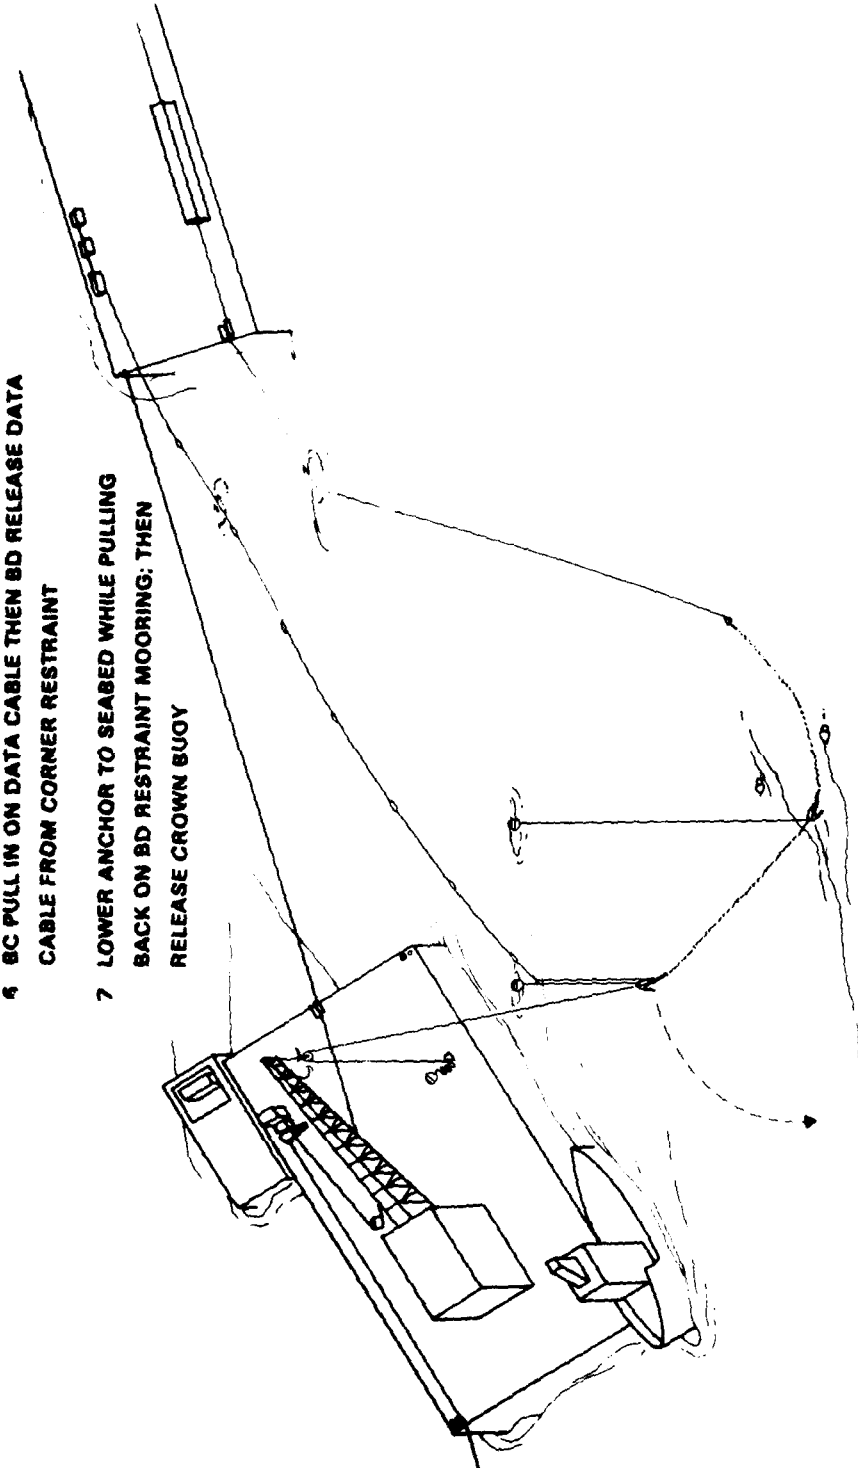 6 BC PULL IN ON DATA CABLE THEN BD RELEASE DATA
CABLE FROM CORNER RESTRAINT
7 LOWER ANCHOR TO SEABED WHILE PULLING
BACK ON BD RESTRAINT MOORING; THEN
RELEASE CROWN BUOY